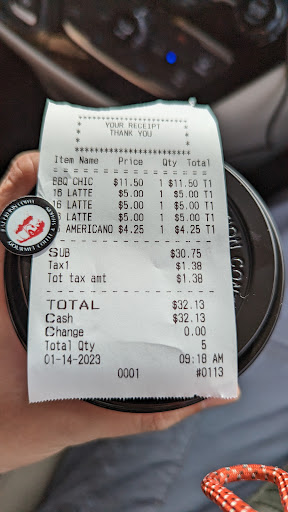 YOUR RECEIPT
THANK YOU
Item Name Price Qty Total
BBQ CHIC $11.50 1 $11.50 T1
16 LATTE $5.00 1 $5.00 T1
16 LATTE $5.00 1 $5.00 T1
LATTE $5.00 1 $5.00 T1
AMERICANO $4.25 1 $4.25 T1
SUB $30.75
Tax1 $1.38
Tot tax amt $1.38
TOTAL $32.13
Cash $32.13
Change 0.00
Total Qty 5
01-14-2023 09:18 AM
0001 #0113